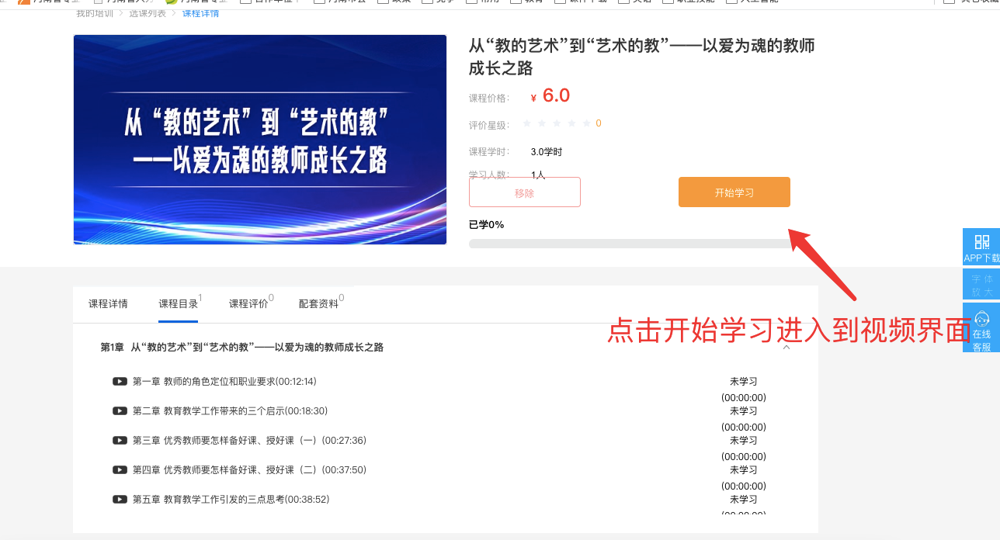 我的培训 > 选课列表 > 课程详情
从“教的艺术”到“艺术的教”
——以爱为魂的教师成长之路
从“教的艺术”到“艺术的教”——以爱为魂的教师
成长之路
课程价格： ¥ 6.0
评价星级： 0
课程学时： 3.0学时
学习人数： 1人
移除
开始学习
已学0%
APP下载
字体
放大
在线
客服
点击开始学习进入到视频界面
课程详情 课程目录1 课程评价0 配套资料0
第1章 从“教的艺术”到“艺术的教”——以爱为魂的教师成长之路
第一章 教师的角色定位和职业要求(00:12:14) 未学习
(00:00:00)
第二章 教育教学工作带来的三个启示(00:18:30) 未学习
(00:00:00)
第三章 优秀教师要怎样备好课、授好课（一）(00:27:36) 未学习
(00:00:00)
第四章 优秀教师要怎样备好课、授好课（二）(00:37:50) 未学习
(00:00:00)
第五章 教育教学工作引发的三点思考(00:38:52) 未学习